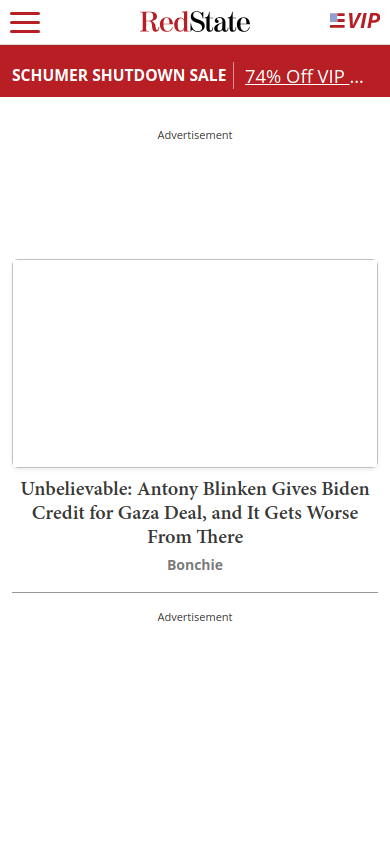 RedState
VIP
SCHUMER SHUTDOWN SALE
74% Off VIP ...
Advertisement
Unbelievable: Antony Blinken Gives Biden
Credit for Gaza Deal, and It Gets Worse
From There
Bonchie
Advertisement